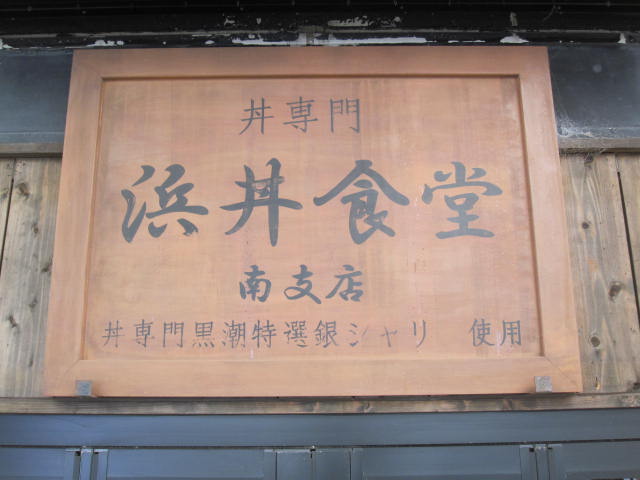 丼専門
浜丼食堂
南支店
丼専門黒潮特選銀シャリ　使用